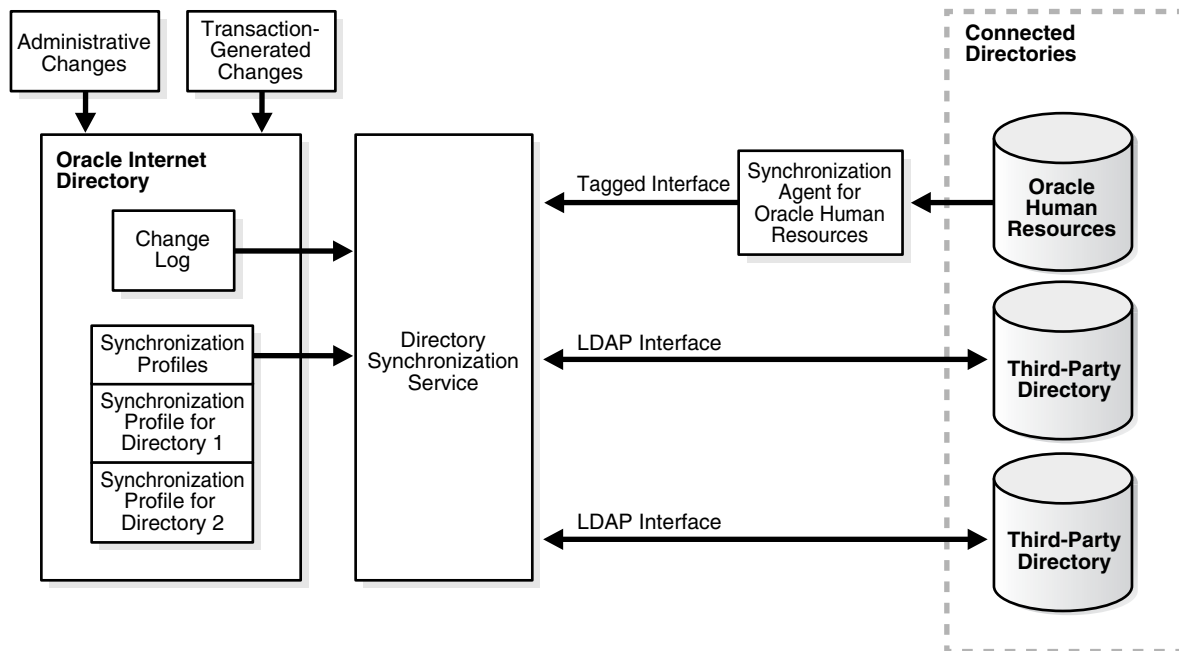 Administrative
Changes
Transaction-
Generated
Changes
Connected
Directories
Oracle Internet
Directory
Change
Log
Synchronization
Profiles
Synchronization
Profile for
Directory 1
Synchronization
Profile for
Directory 2
Directory
Synchronization
Service
Tagged Interface
Synchronization
Agent for
Oracle Human
Resources
Oracle
Human
Resources
LDAP Interface
Third-Party
Directory
LDAP Interface
Third-Party
Directory